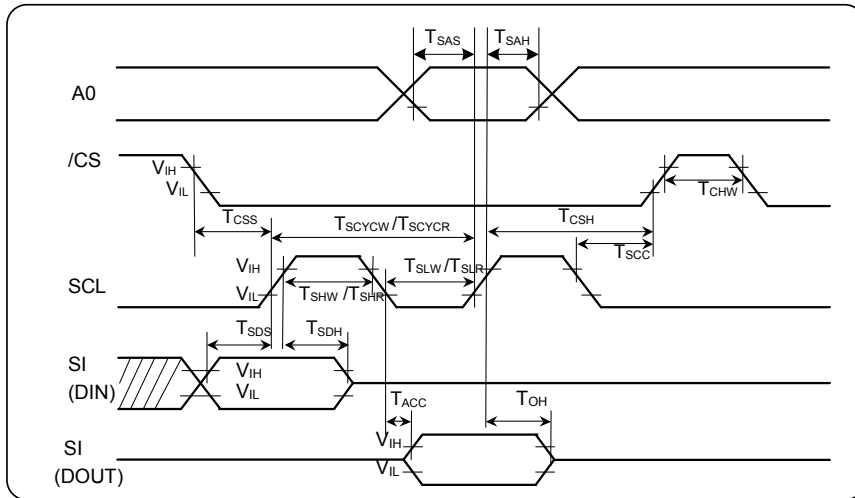 TSAS TSAH
A0
/CS
VIH
VIL
TCHW
TCSS TSCYCW /TSCYCR TCSH
TSCC
SCL
VIH
VIL
TSLW /TSLR
TSHW /TSHR
TSDS TSDH
SI
(DIN)
VIH
VIL
TACC TOH
SI
(DOUT)
VIH
VIL